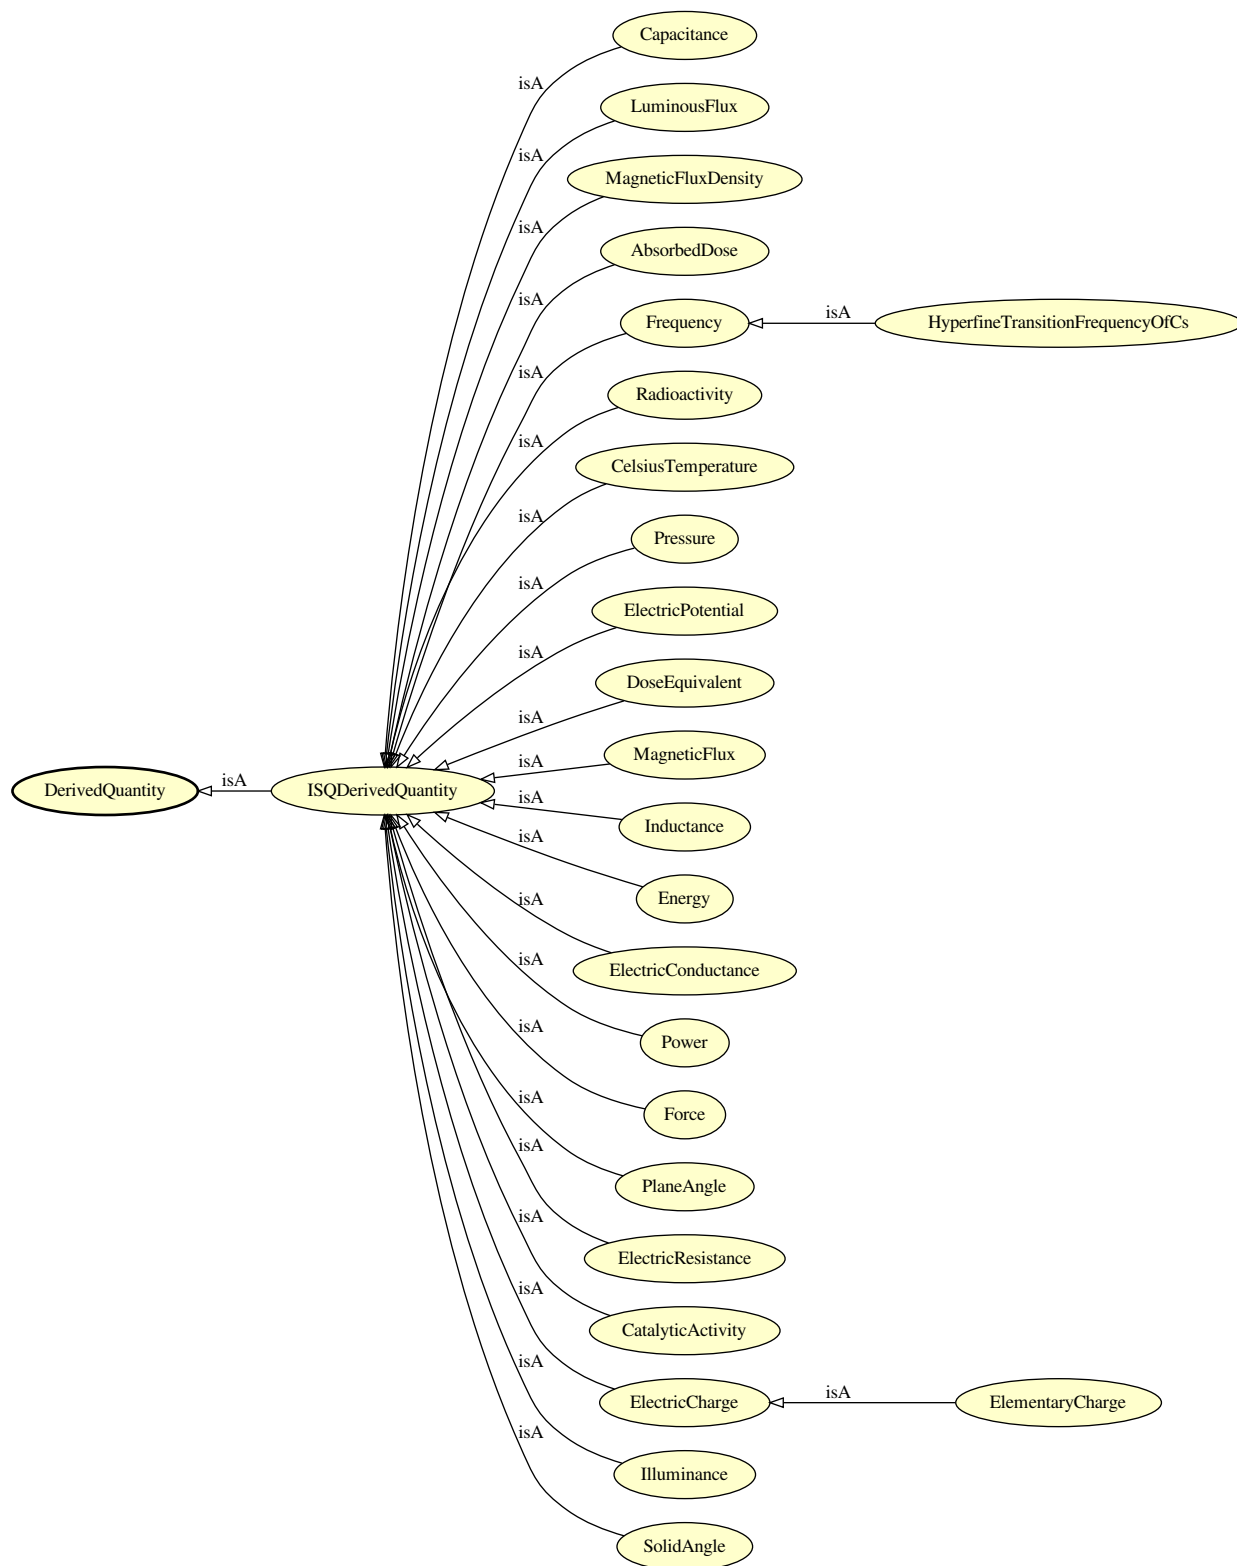 Capacitance
isA
LuminousFlux
isA
MagneticFluxDensity
isA
AbsorbedDose
isA
Frequency
isA
HyperfineTransitionFrequencyOfCs
isA
Radioactivity
isA
CelsiusTemperature
isA
Pressure
isA
ElectricPotential
isA
DoseEquivalent
isA
MagneticFlux
isA
DerivedQuantity
isA
ISQDerivedQuantity
isA
Inductance
isA
Energy
isA
ElectricConductance
isA
Power
isA
Force
isA
PlaneAngle
isA
ElectricResistance
isA
CatalyticActivity
isA
ElectricCharge
isA
ElementaryCharge
isA
Illuminance
SolidAngle